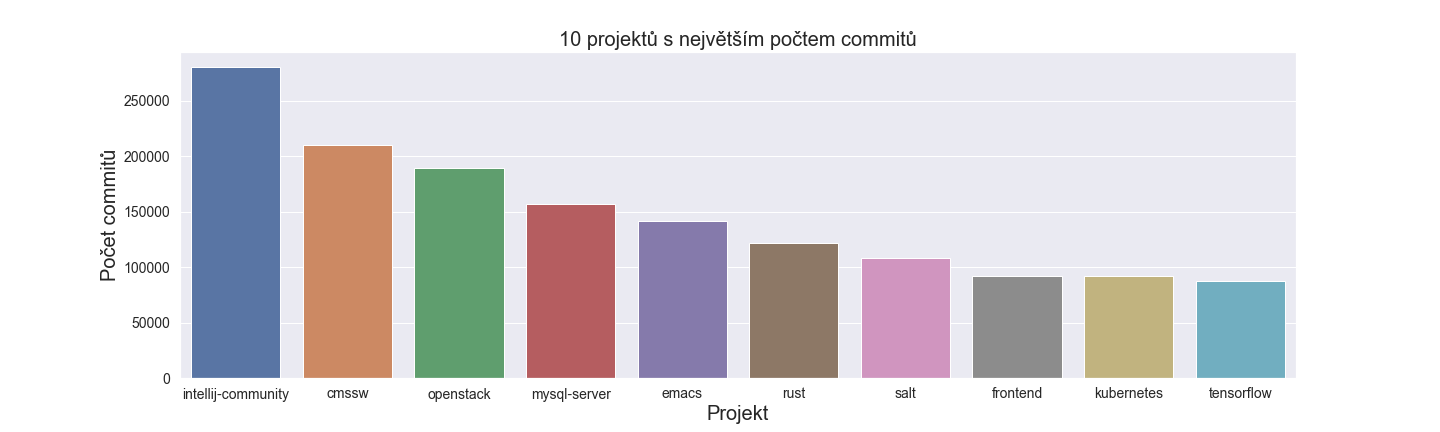 10 projektů s největším počtem commitů
Počet commitů
250000
200000
150000
100000
50000
0
intellij-community cmssw openstack mysql-server emacs rust salt frontend kubernetes tensorflow
Projekt